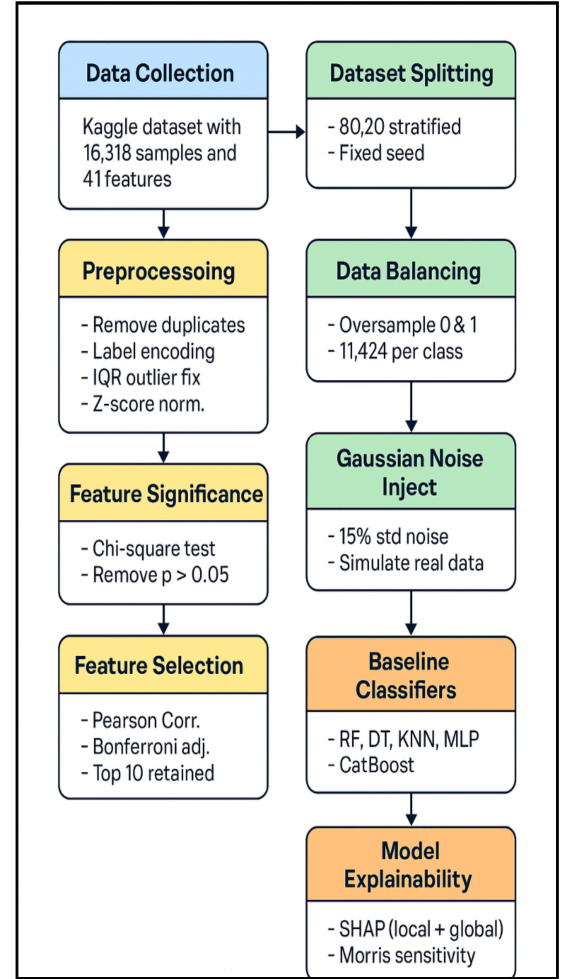 Data Collection
Kaggle dataset with
16,318 samples and
41 features
Preprocessoing
- Remove duplicates
- Label encoding
- IQR outlier fix
- Z-score norm.
Feature Significance
- Chi-square test
- Remove p > 0.05
Feature Selection
- Pearson Corr.
- Bonferroni adj.
- Top 10 retained
Dataset Splitting
- 80,20 stratified
- Fixed seed
Data Balancing
- Oversample 0 & 1
- 11,424 per class
Gaussian Noise
Inject
- 15% std noise
- Simulate real data
Baseline
Classifiers
- RF, DT, KNN, MLP
- CatBoost
Model
Explainability
- SHAP (local + global)
- Morris sensitivity